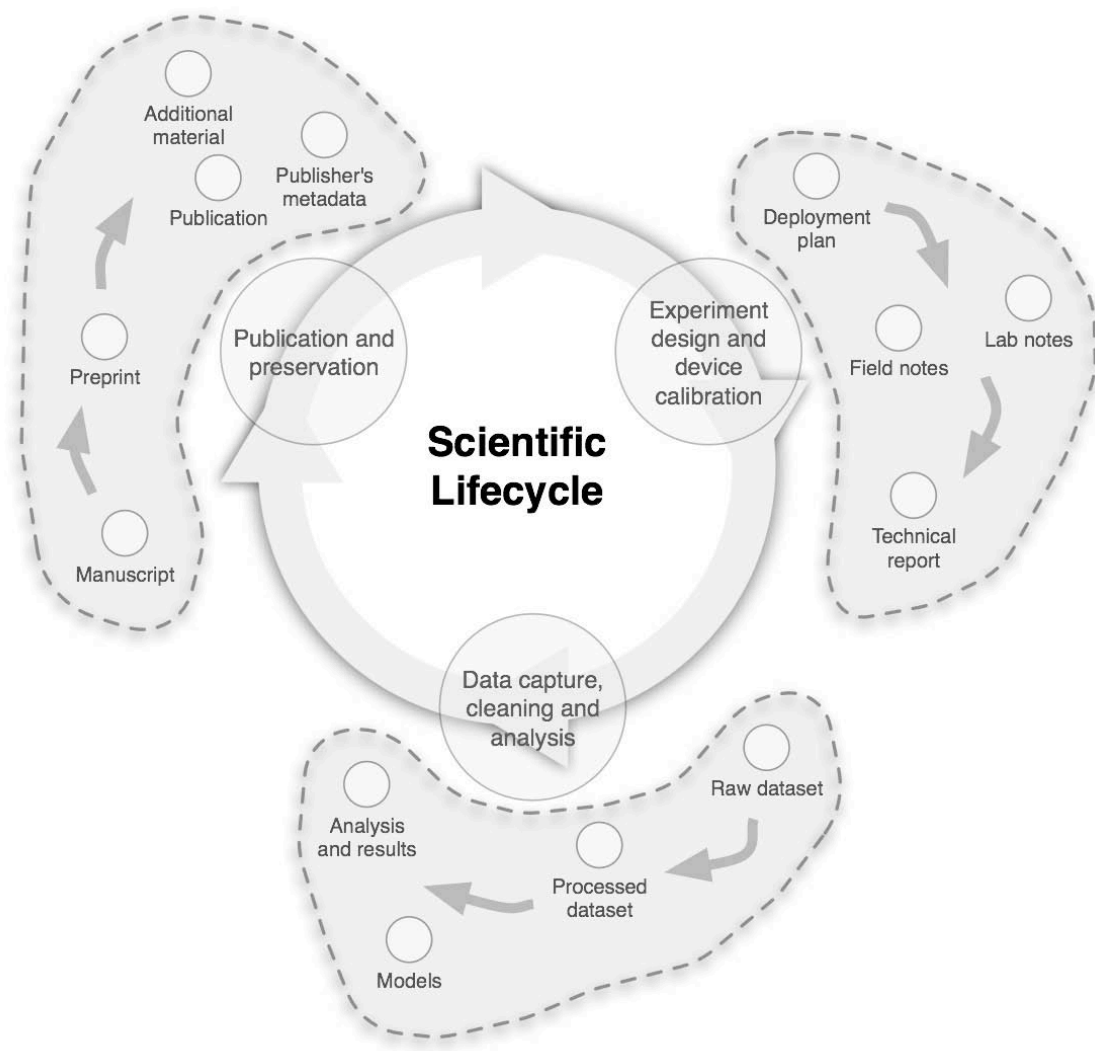 Additional
material
Publisher's
metadata
Publication
Preprint
Manuscript
Publication and
preservation
Scientific
Lifecycle
Experiment
design and
device
calibration
Deployment
plan
Lab notes
Field notes
Technical
report
Data capture,
cleaning and
analysis
Raw dataset
Processed
dataset
Analysis
and results
Models